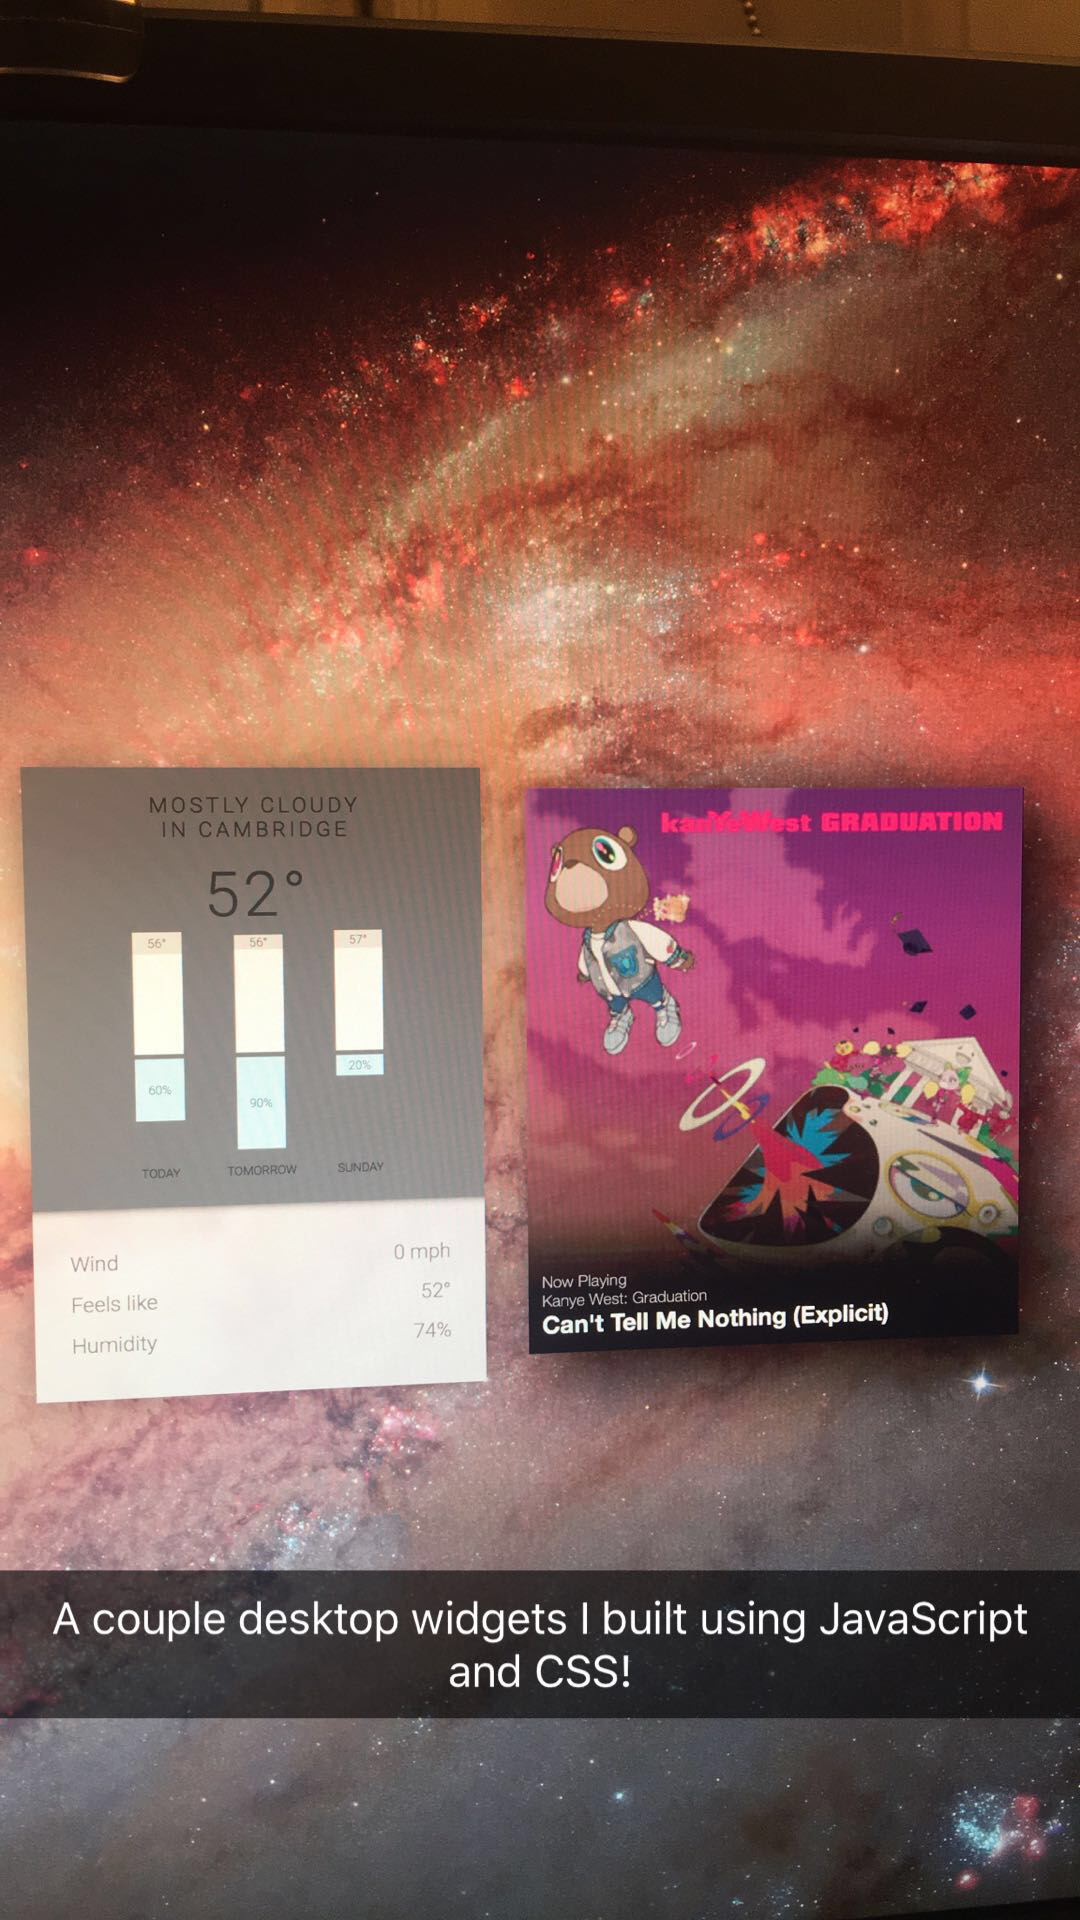 MOSTLY CLOUDY
IN CAMBRIDGE
52°
56° 56° 57°
60% 90% 20%
TODAY TOMORROW SUNDAY
Wind 0 mph
Feels like 52°
Humidity 74%
kanYeWest GRADUATION
Now Playing
Kanye West: Graduation
Can't Tell Me Nothing (Explicit)
A couple desktop widgets I built using JavaScript
and CSS!